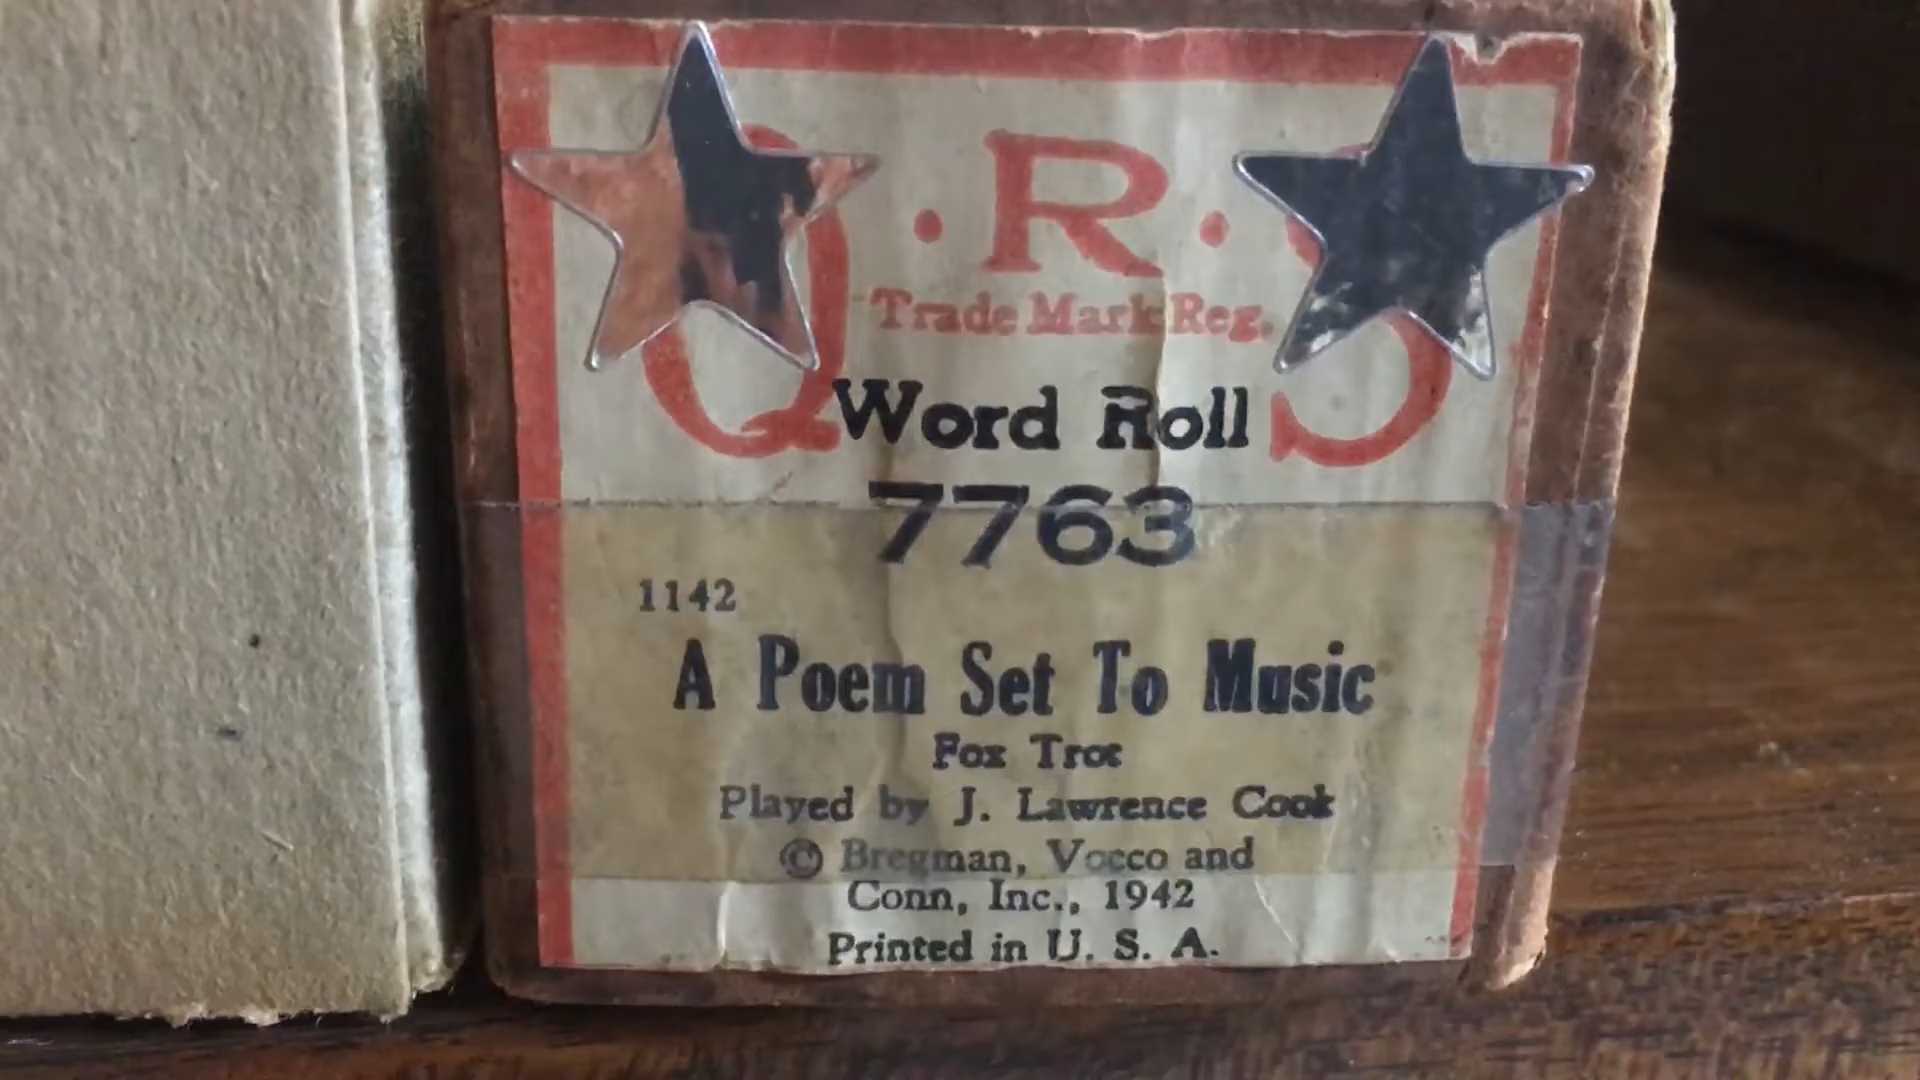 Q·R·S
Trade Mark Reg.
Word Roll
7763
1142
A Poem Set To Music
Fox Trot
Played by J. Lawrence Cook
© Bregman, Vocco and
Conn, Inc., 1942
Printed in U. S. A.